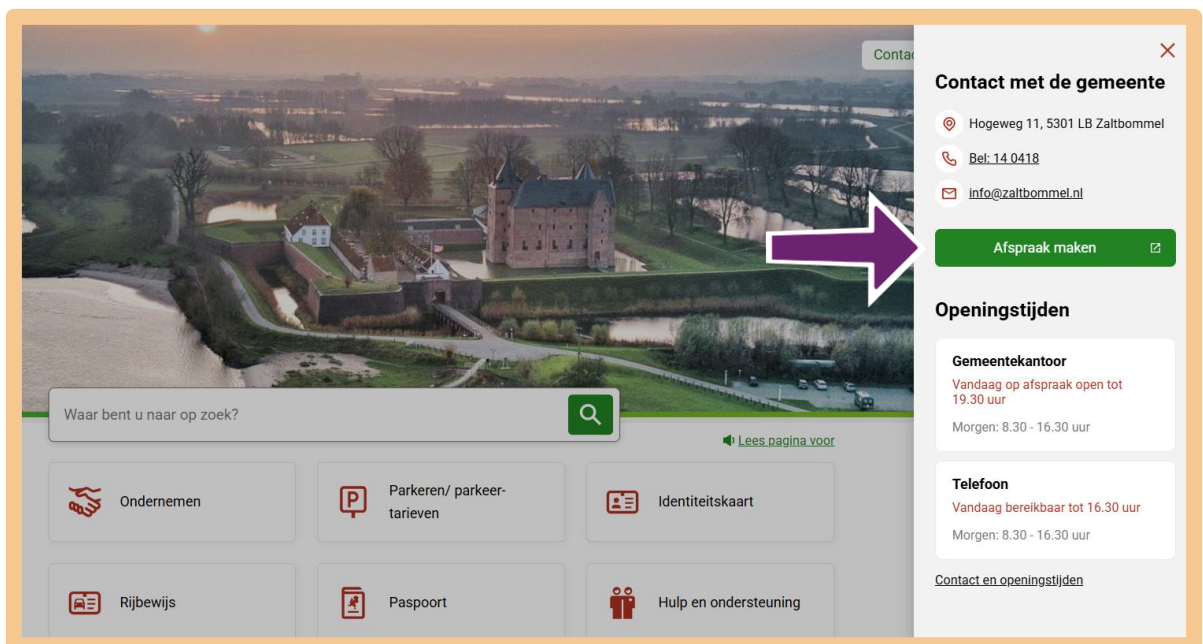 Contac
Contact met de gemeente
Hogeweg 11, 5301 LB Zaltbommel
Bel: 14 0418
info@zaltbommel.nl
Afspraak maken
Openingstijden
Gemeentekantoor
Vandaag op afspraak open tot
19.30 uur
Morgen: 8.30 - 16.30 uur
Telefoon
Vandaag bereikbaar tot 16.30 uur
Morgen: 8.30 - 16.30 uur
Contact en openingstijden
Waar bent u naar op zoek?
Lees pagina voor
Ondernemen
P
Parkeren/ parkeer-
tarieven
Identiteitskaart
Rijbewijs
Paspoort
Hulp en ondersteuning